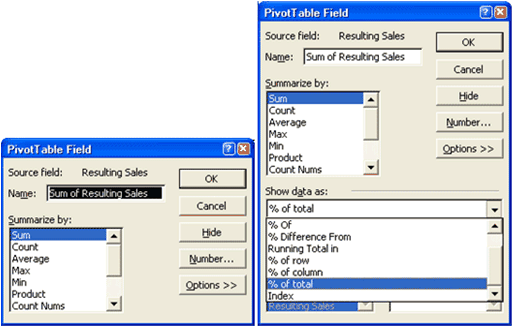 PivotTable Field
Source field: Resulting Sales
Name: Sum of Resulting Sales
Summarize by:
Sum
Count
Average
Max
Min
Product
Count Nums
OK
Cancel
Hide
Number...
Options >>
PivotTable Field
Source field: Resulting Sales
Name: Sum of Resulting Sales
Summarize by:
Sum
Count
Average
Max
Min
Product
Count Nums
OK
Cancel
Hide
Number...
Options >>
Show data as:
% of total
% Of
% Difference From
Running Total in
% of row
% of column
% of total
Index
Resulting Sales